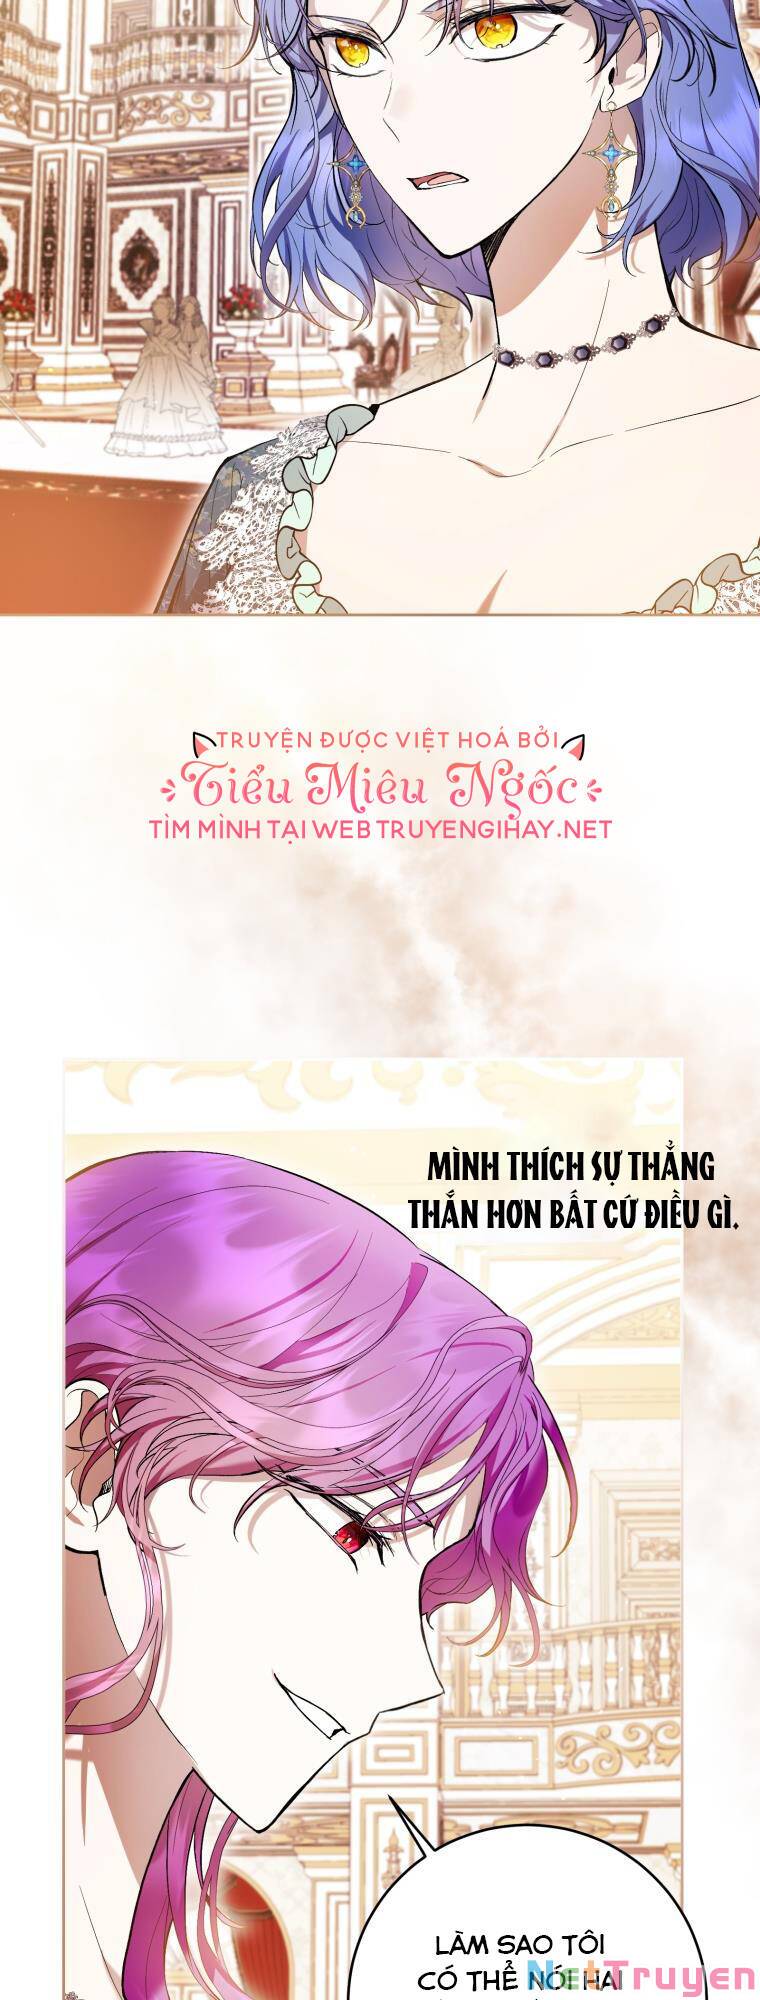 TRUYỆN ĐƯỢC VIỆT HOÁ BỞI
Tiểu Miêu Ngốc
TÌM MÌNH TẠI WEB TRUYENGIHAY.NET
MÌNH THÍCH SỰ THẲNG
THẮN HƠN BẤT CỨ ĐIỀU GÌ.
LÀM SAO TÔI
CÓ THỂ NÓI HAI
NetTruyen